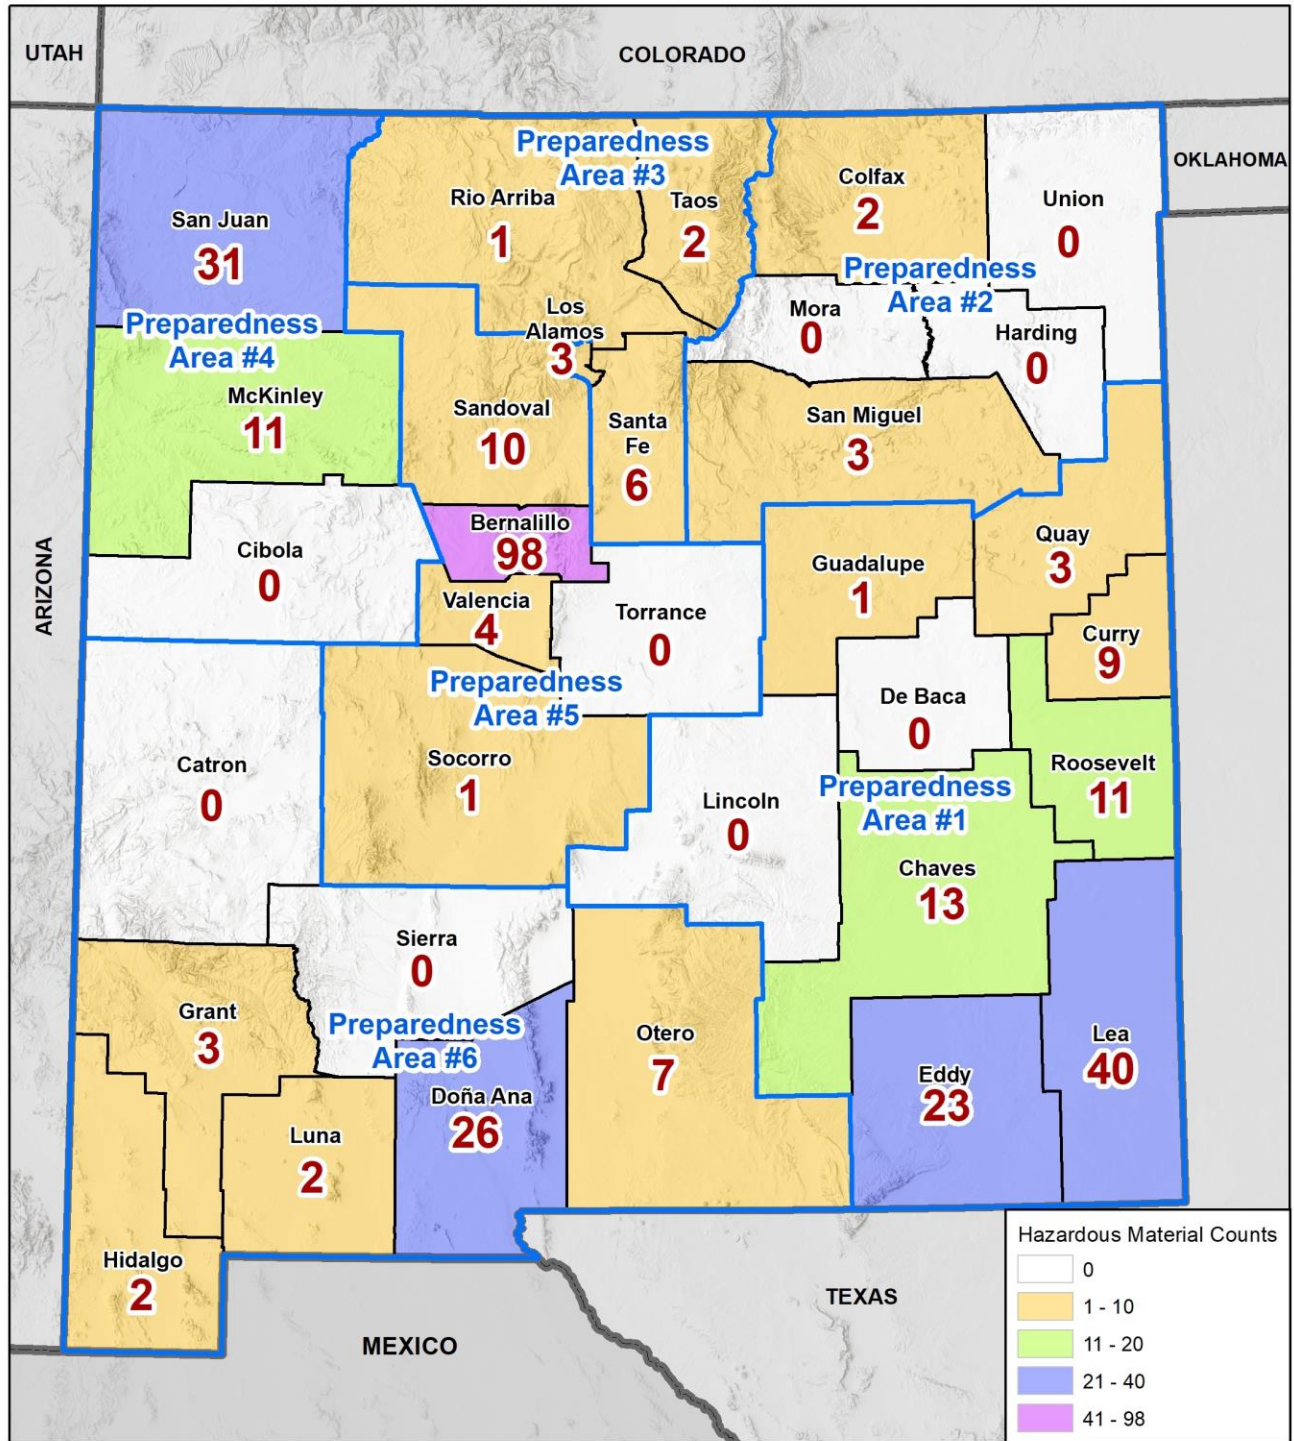 UTAH
COLORADO
OKLAHOMA
ARIZONA
San Juan
31
Preparedness
Area #3
Rio Arriba
1
Taos
2
Colfax
2
Union
0
Preparedness
Area #2
Preparedness
Area #4
McKinley
11
Los
Alamos
3
Mora
0
Harding
0
Sandoval
10
Santa
Fe
6
San Miguel
3
Bernalillo
98
Cibola
0
Valencia
4
Torrance
0
Guadalupe
1
Quay
3
Curry
9
Preparedness
Area #5
De Baca
0
Catron
0
Socorro
1
Lincoln
0
Preparedness
Area #1
Roosevelt
11
Chaves
13
Sierra
0
Grant
3
Preparedness
Area #6
Otero
7
Lea
40
Eddy
23
Doña Ana
26
Luna
2
Hidalgo
2
MEXICO
TEXAS
Hazardous Material Counts
0
1 - 10
11 - 20
21 - 40
41 - 98